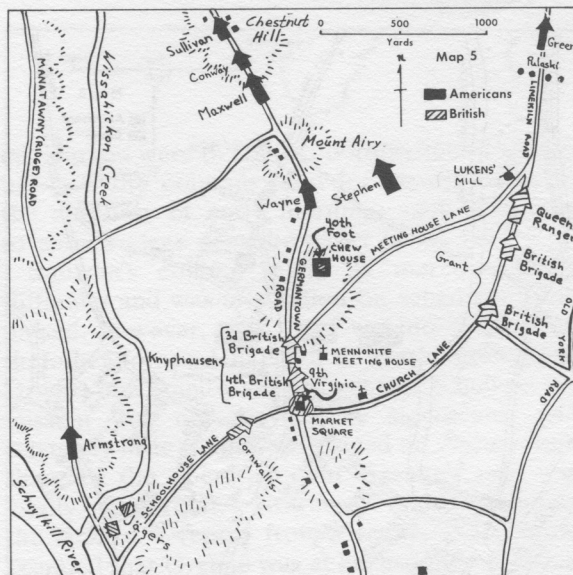 Chestnut
Hill
Sullivan
Conway
Maxwell
0 500 1000
Yards
N
Map 5
Americans
British
Greene
Pulaski
LIMEKILN ROAD
MANATAWNY (RIDGE) ROAD
Wissahickon Creek
Mount Airy
Wayne
Stephen
LUKENS'
MILL
40th
Foot
CHEW
HOUSE
MEETING HOUSE LANE
Queen's
Rangers
Grant
British
Brigade
British
Brigade
GERMANTOWN
ROAD
OLD
YORK
ROAD
Knyphausen
3d British
Brigade
4th British
Brigade
MENNONITE
MEETING HOUSE
9th
Virginia
CHURCH LANE
MARKET
SQUARE
Armstrong
SCHOOLHOUSE LANE
Cornwallis
Jägers
Schuylkill
River